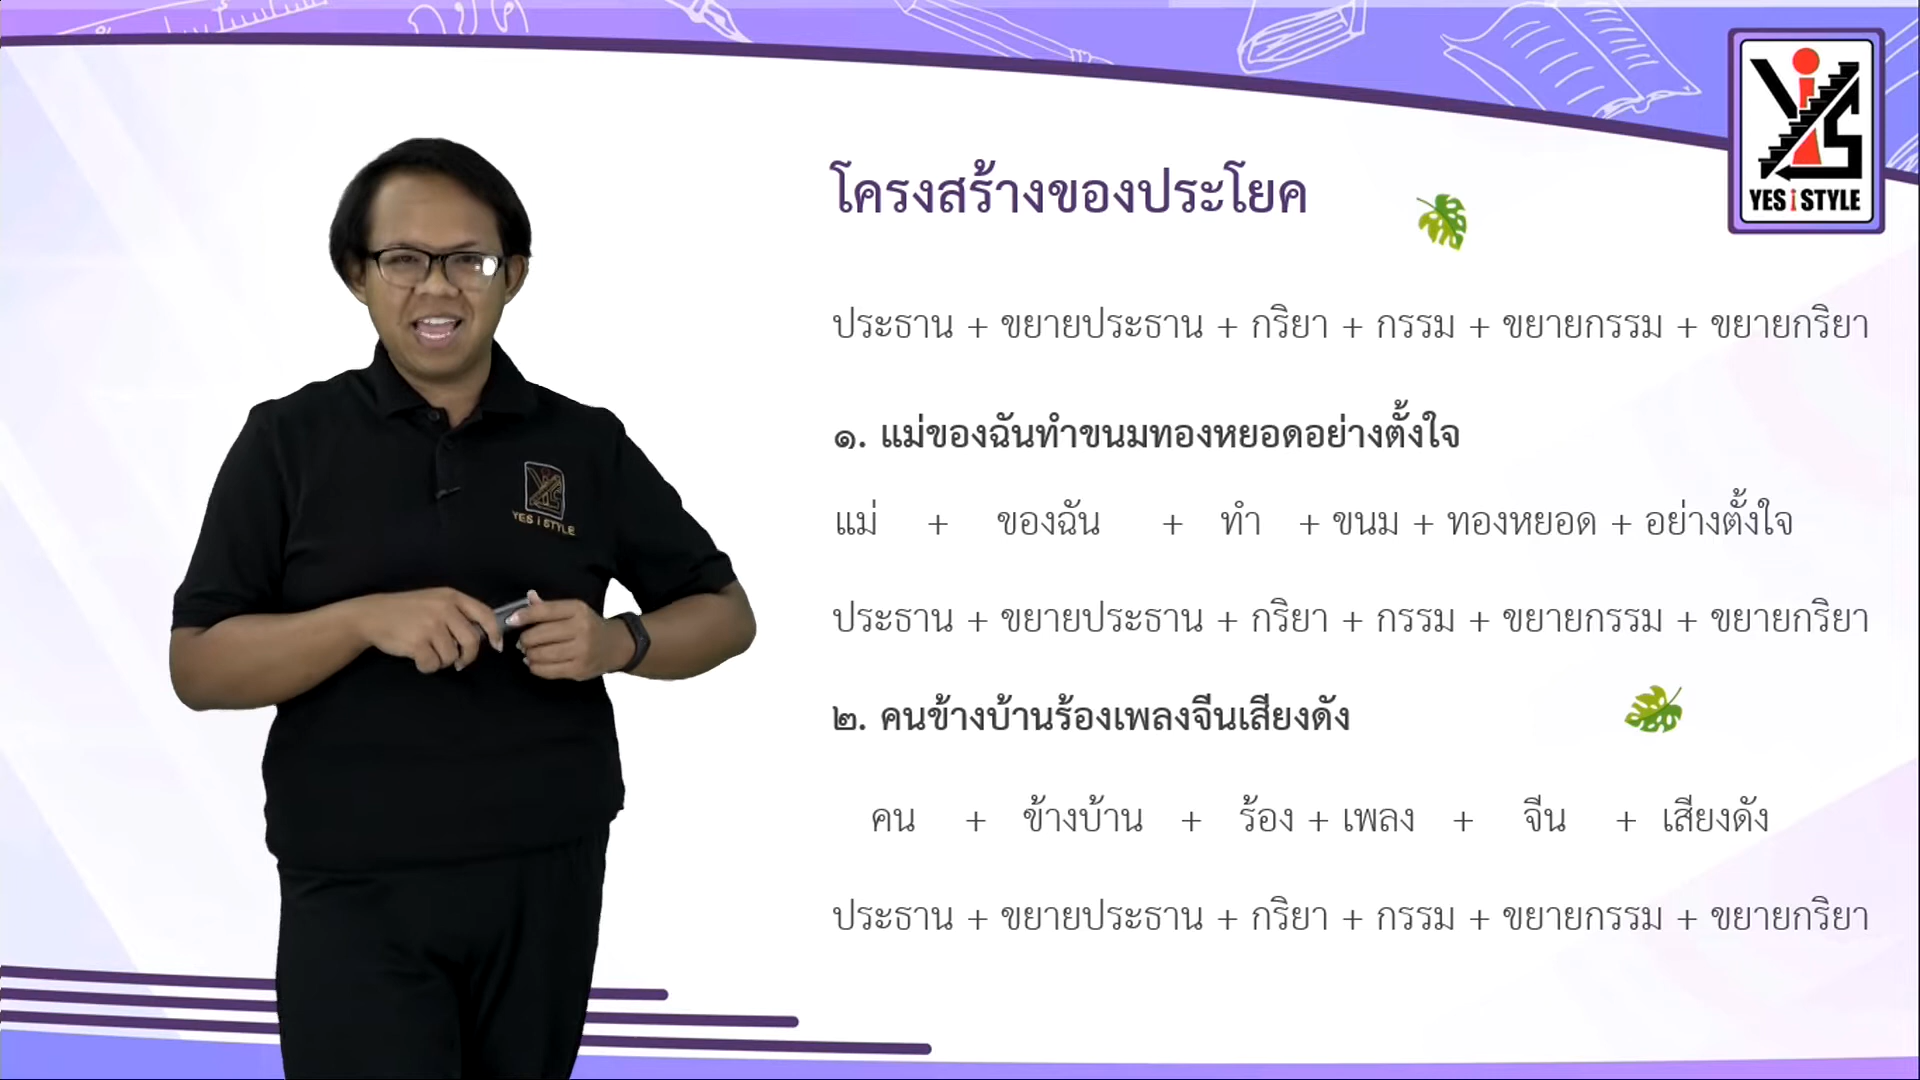 ก ข ค
YES i STYLE
โครงสร้างของประโยค
ประธาน + ขยายประธาน + กริยา + กรรม + ขยายกรรม + ขยายกริยา
๑. แม่ของฉันทำขนมทองหยอดอย่างตั้งใจ
แม่ + ของฉัน + ทำ + ขนม + ทองหยอด + อย่างตั้งใจ
ประธาน + ขยายประธาน + กริยา + กรรม + ขยายกรรม + ขยายกริยา
๒. คนข้างบ้านร้องเพลงจีนเสียงดัง
คน + ข้างบ้าน + ร้อง + เพลง + จีน + เสียงดัง
ประธาน + ขยายประธาน + กริยา + กรรม + ขยายกรรม + ขยายกริยา
YES i STYLE